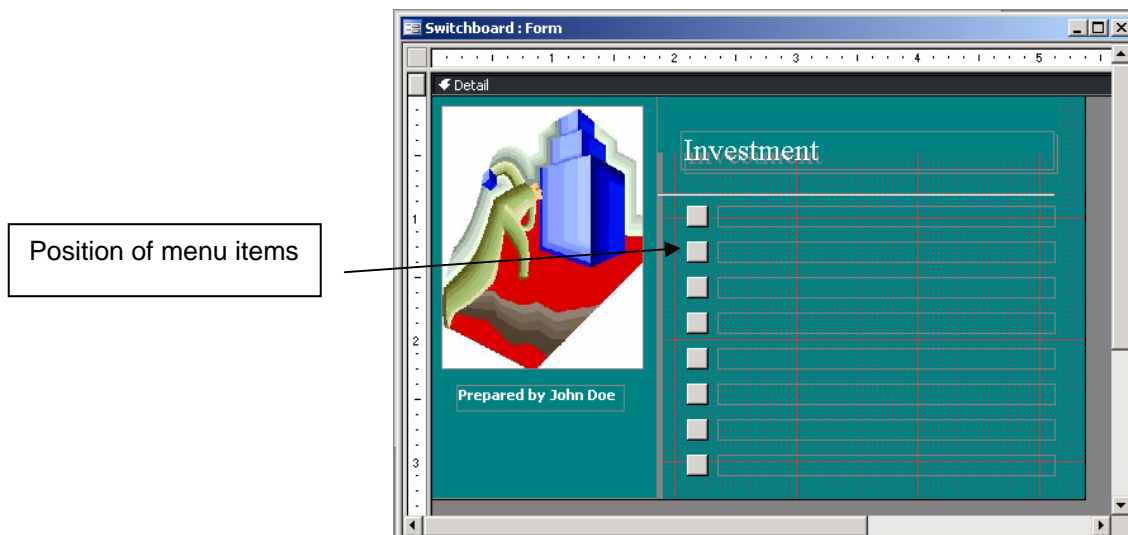 Switchboard : Form
1 2 3 4 5
Detail
Investment
Position of menu items
1
2
Prepared by John Doe
3